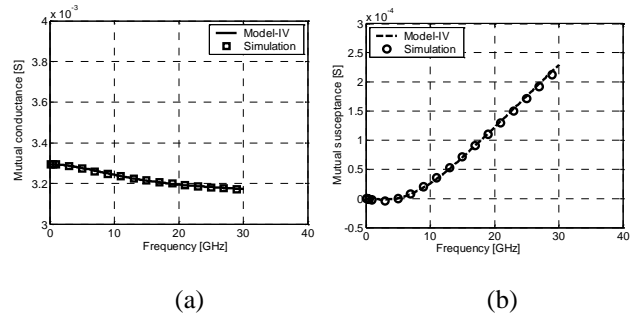 x 10-3
4
3.8
3.6
3.4
3.2
3
0
10
20
30
40
Mutual conductance [S]
Frequency [GHz]
Model-IV
Simulation
(a)
x 10-4
3
2.5
2
1.5
1
0.5
0
-0.5
0
10
20
30
40
Mutual susceptance [S]
Frequency [GHz]
Model-IV
Simulation
(b)